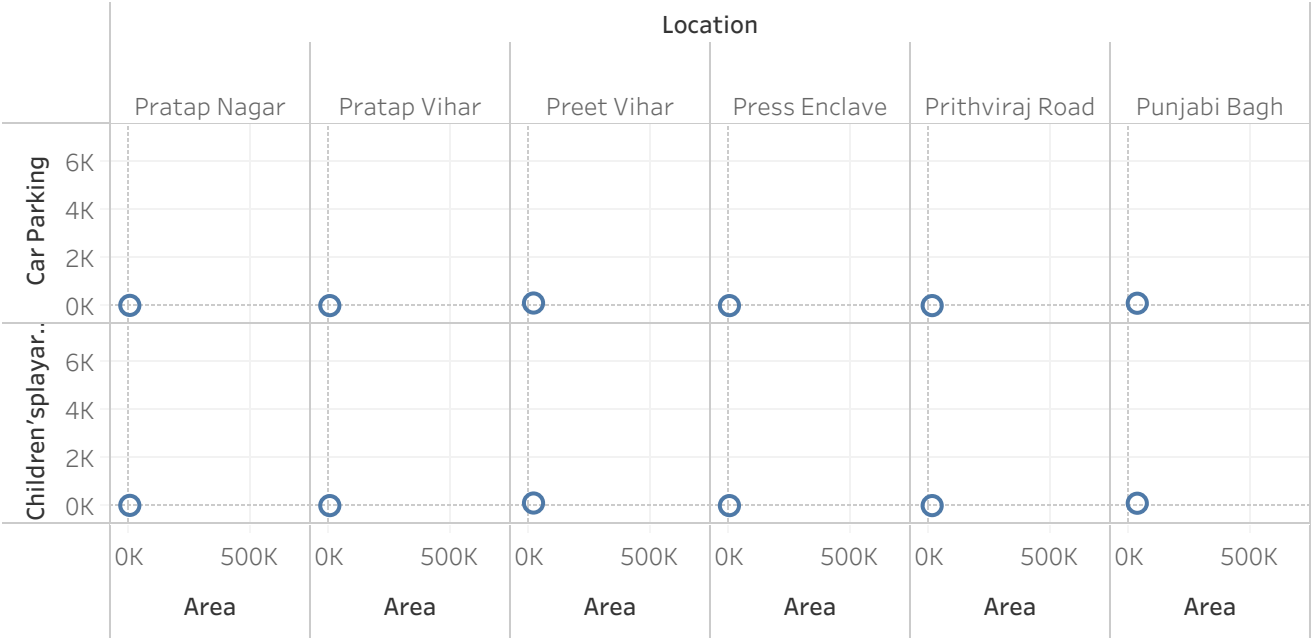 Location
Pratap Nagar Pratap Vihar Preet Vihar Press Enclave Prithviraj Road Punjabi Bagh
Car Parking
6K
4K
2K
0K
Children'splayar..
6K
4K
2K
0K
0K 500K 0K 500K 0K 500K 0K 500K 0K 500K 0K 500K
Area Area Area Area Area Area